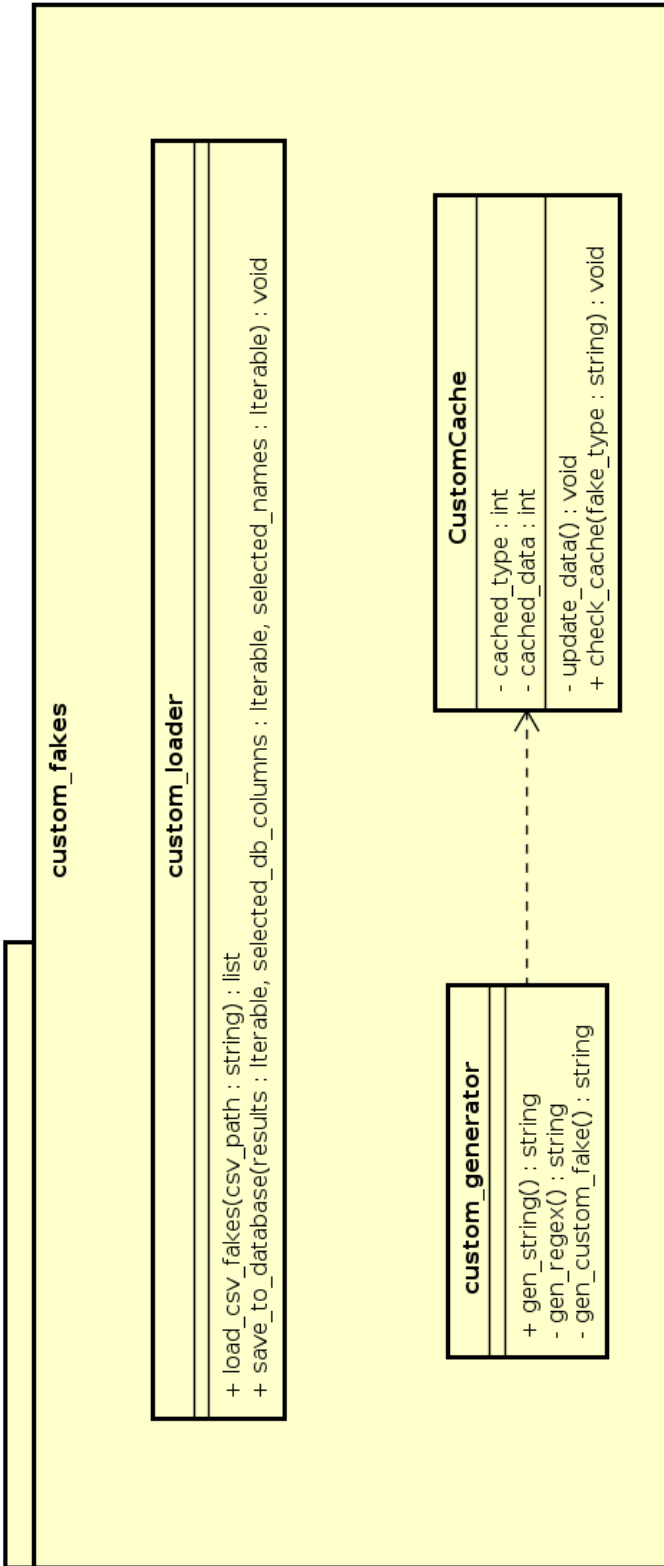 custom_fakes
custom_loader
+ load_csv_fakes(csv_path : string) : list
+ save_to_database(results : Iterable, selected_db_columns : Iterable, selected_names : Iterable) : void
custom_generator
+ gen_string() : string
- gen_regex() : string
- gen_custom_fake() : string
CustomCache
- cached_type : int
- cached_data : int
- update_data() : void
+ check_cache(fake_type : string) : void